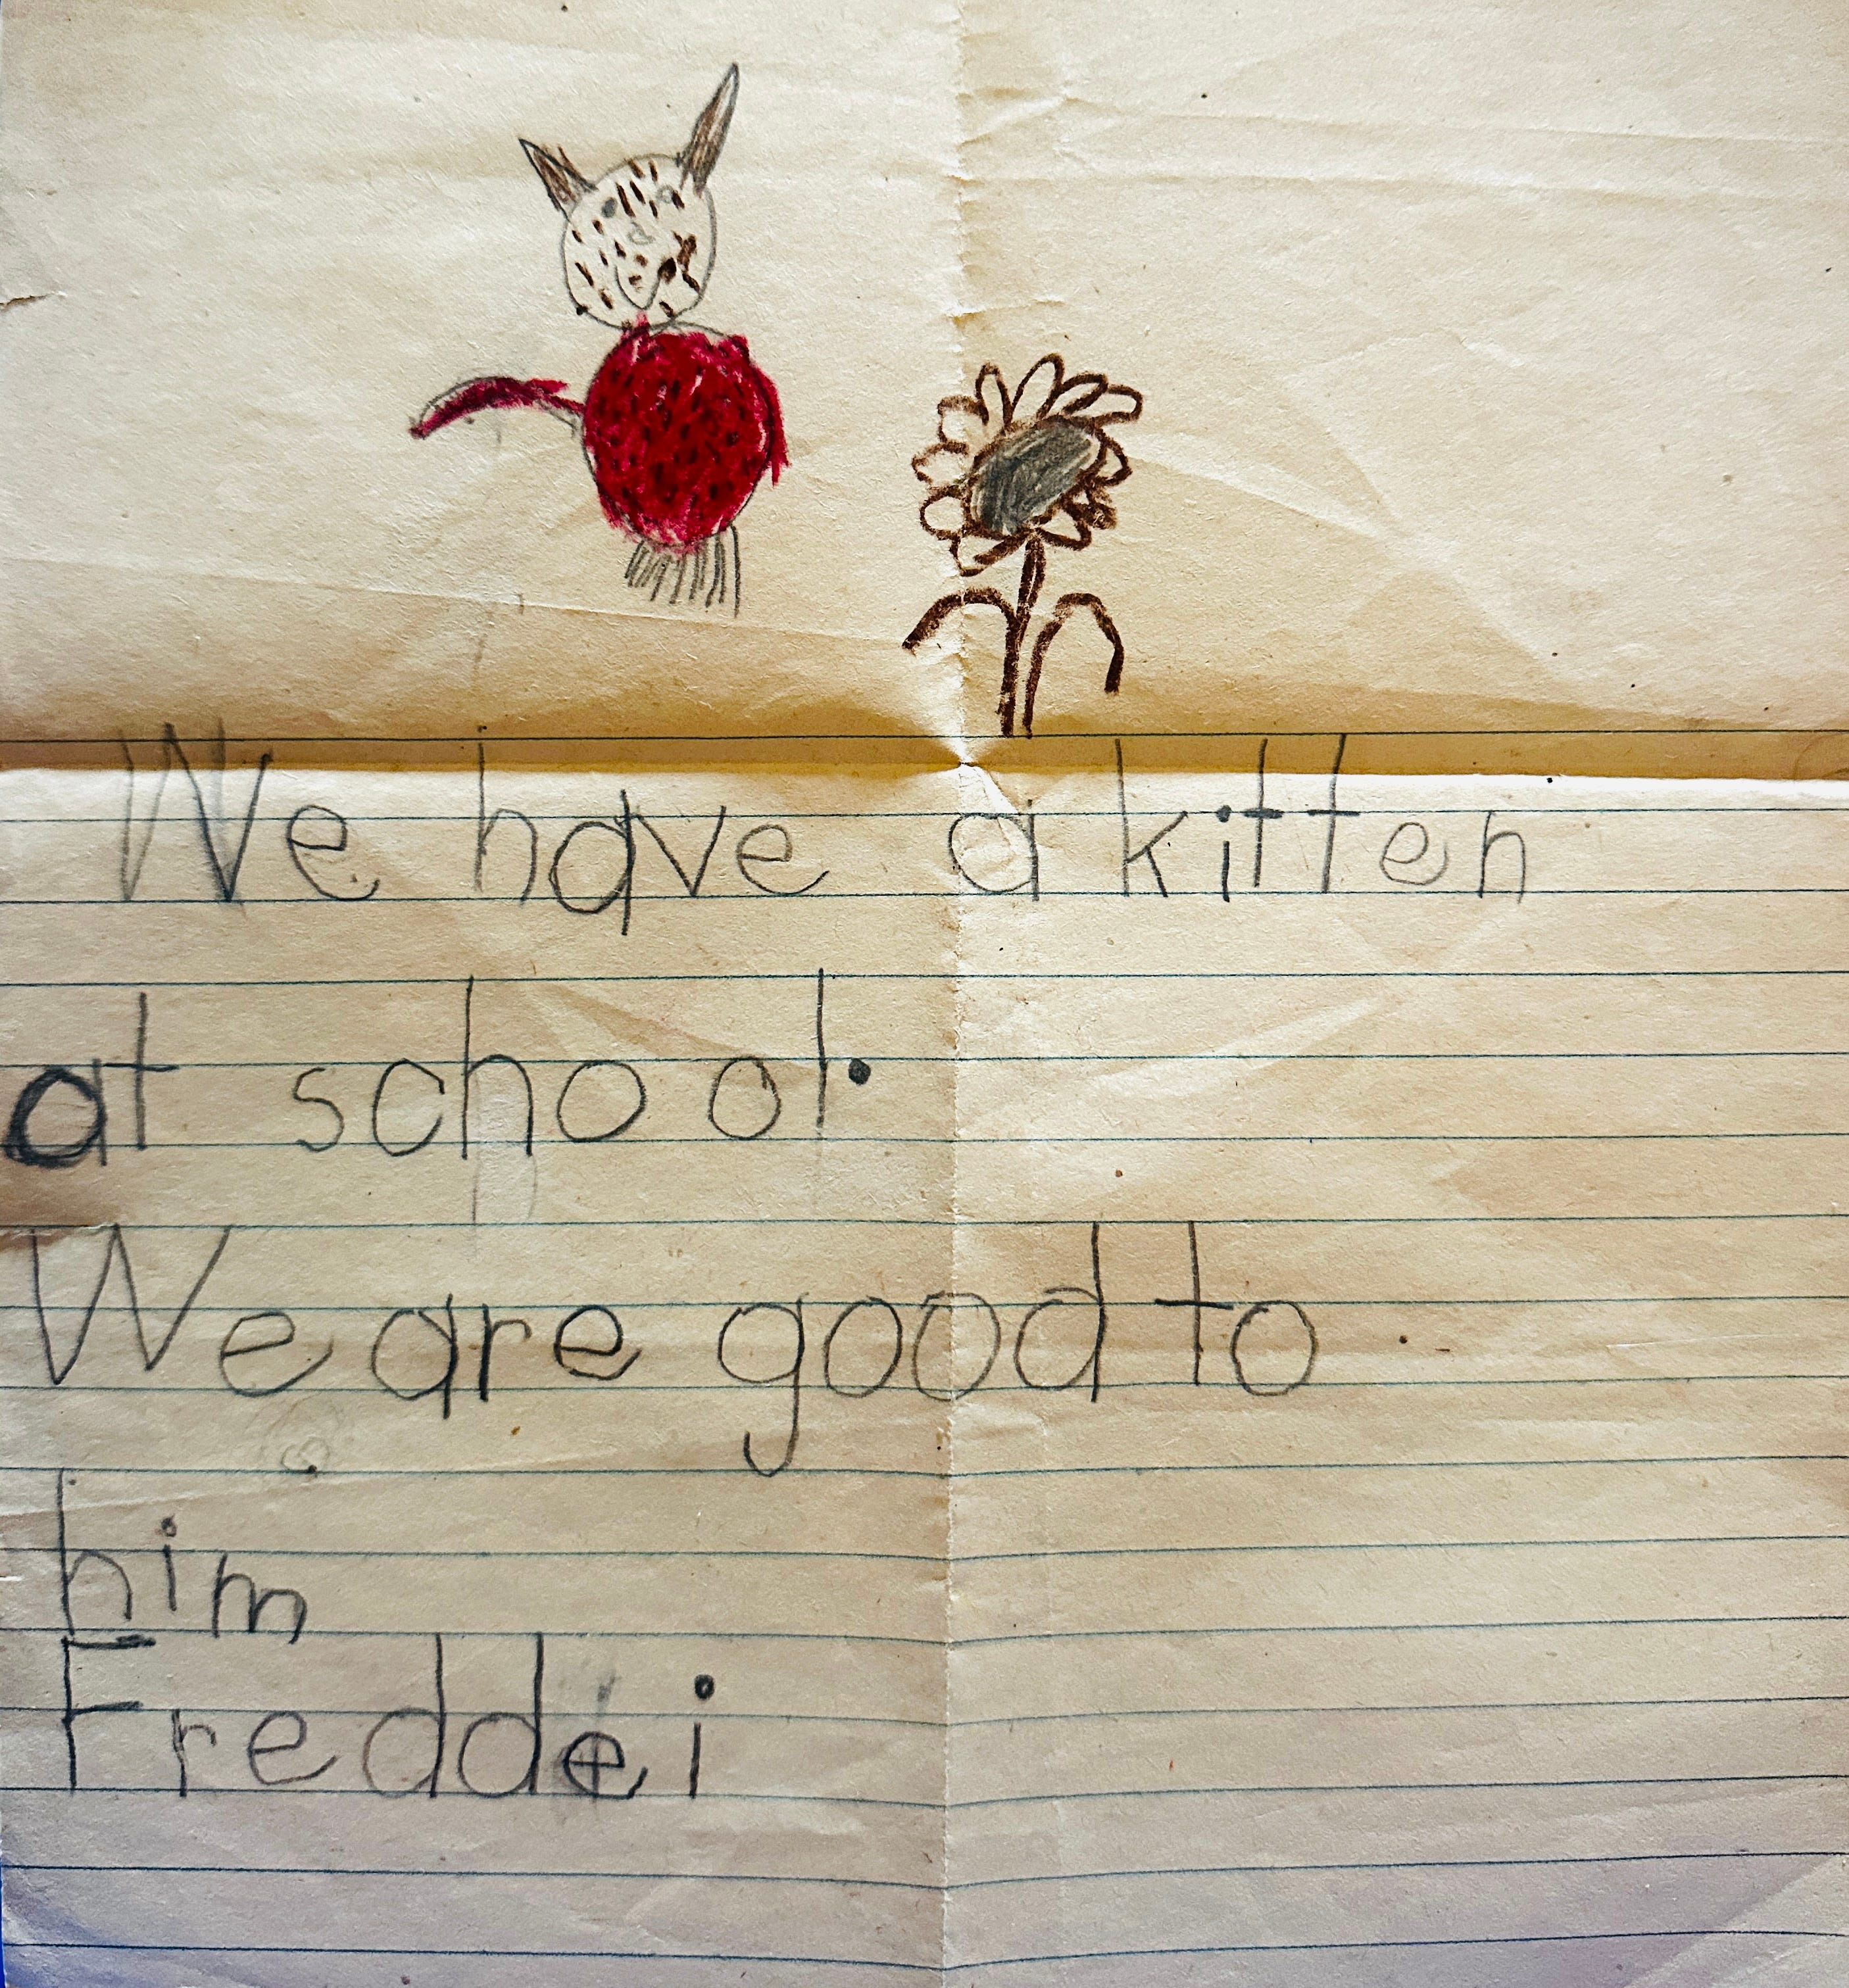 We have a kitten
at school.
We are good to
him
Freddei